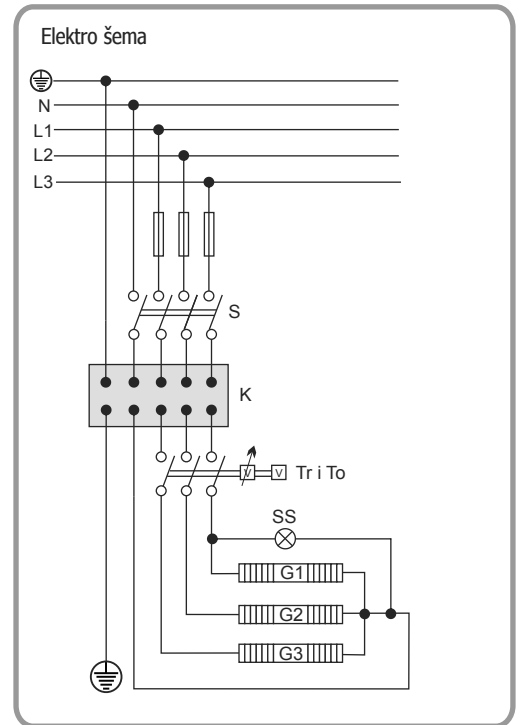 Elektro šema
N
L1
L2
L3
S
K
V V Tr i To
SS
G1
G2
G3